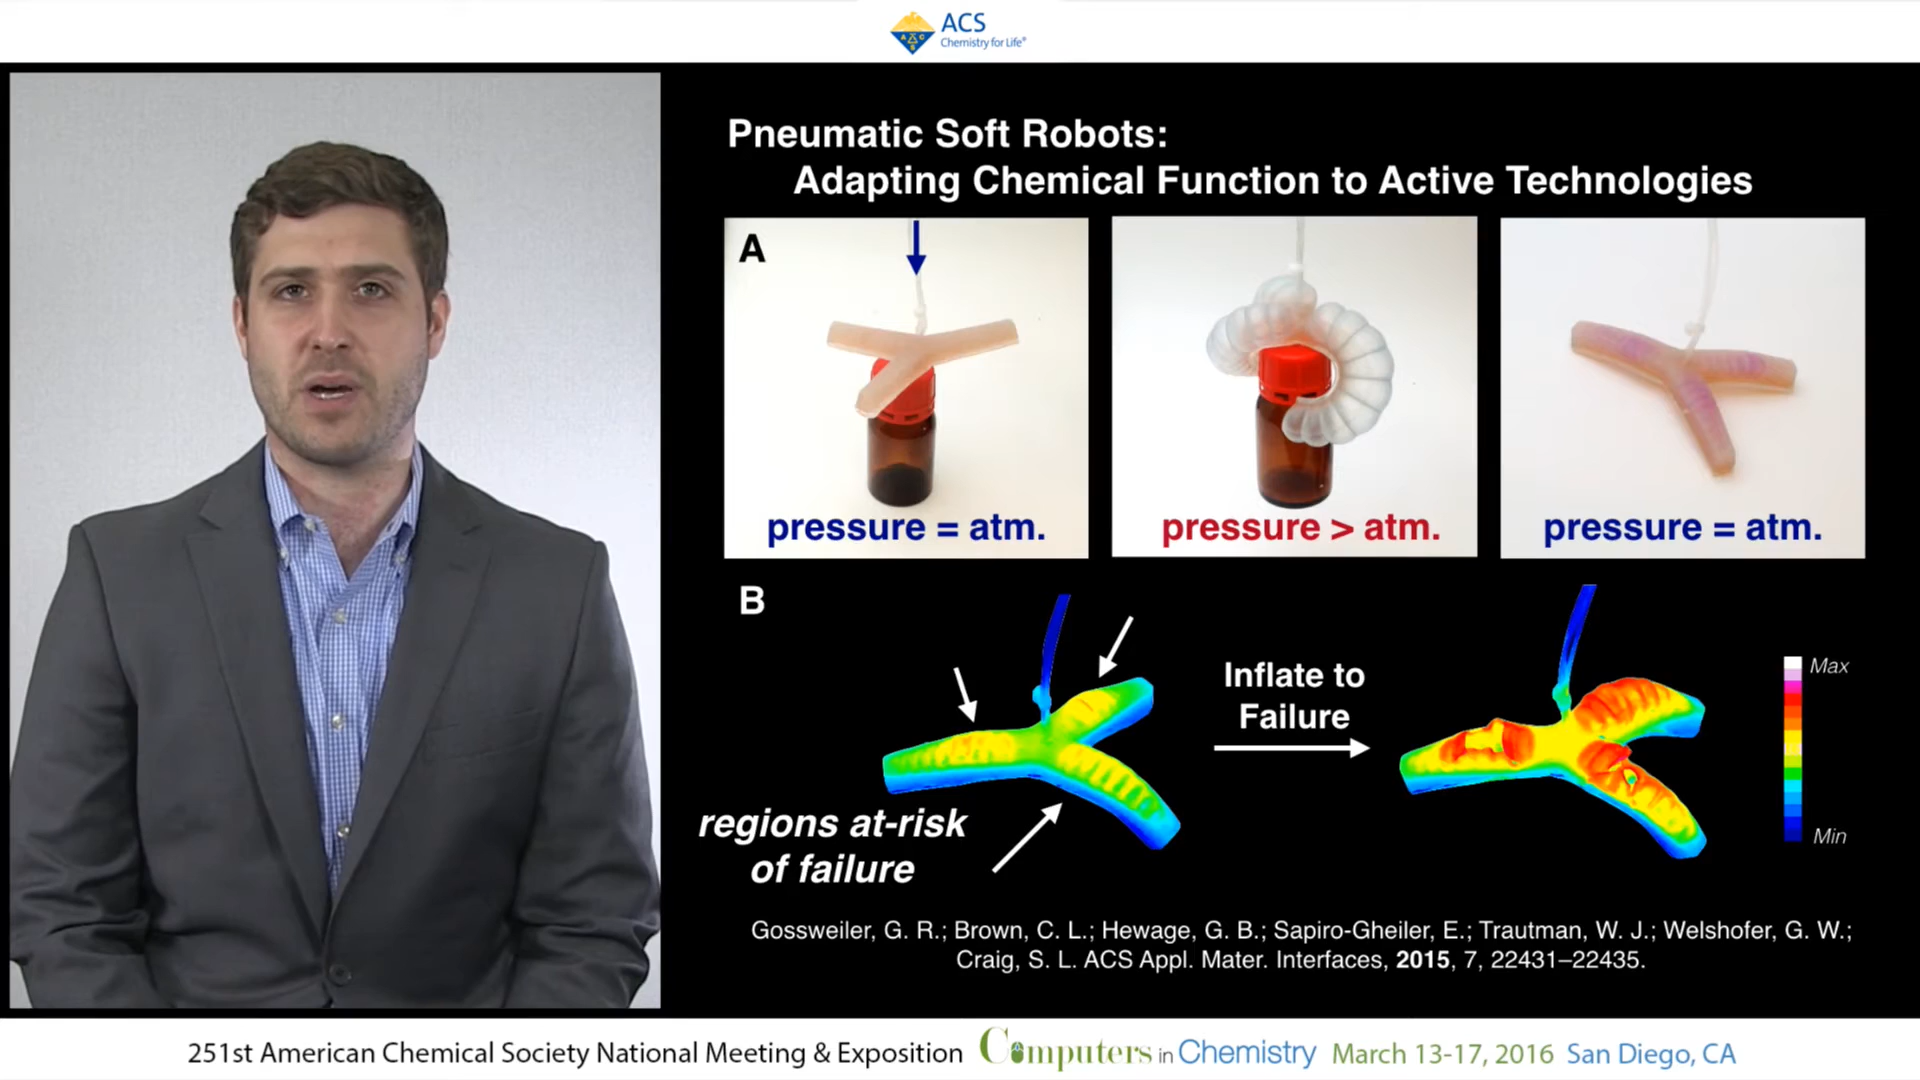 ACS
Chemistry for Life®
Pneumatic Soft Robots:
Adapting Chemical Function to Active Technologies
A
pressure = atm.
pressure > atm.
pressure = atm.
B
Inflate to
Failure
Max
Min
regions at-risk
of failure
Gossweiler, G. R.; Brown, C. L.; Hewage, G. B.; Sapiro-Gheiler, E.; Trautman, W. J.; Welshofer, G. W.;
Craig, S. L. ACS Appl. Mater. Interfaces, 2015, 7, 22431–22435.
251st American Chemical Society National Meeting & Exposition Computers in Chemistry March 13-17, 2016 San Diego, CA